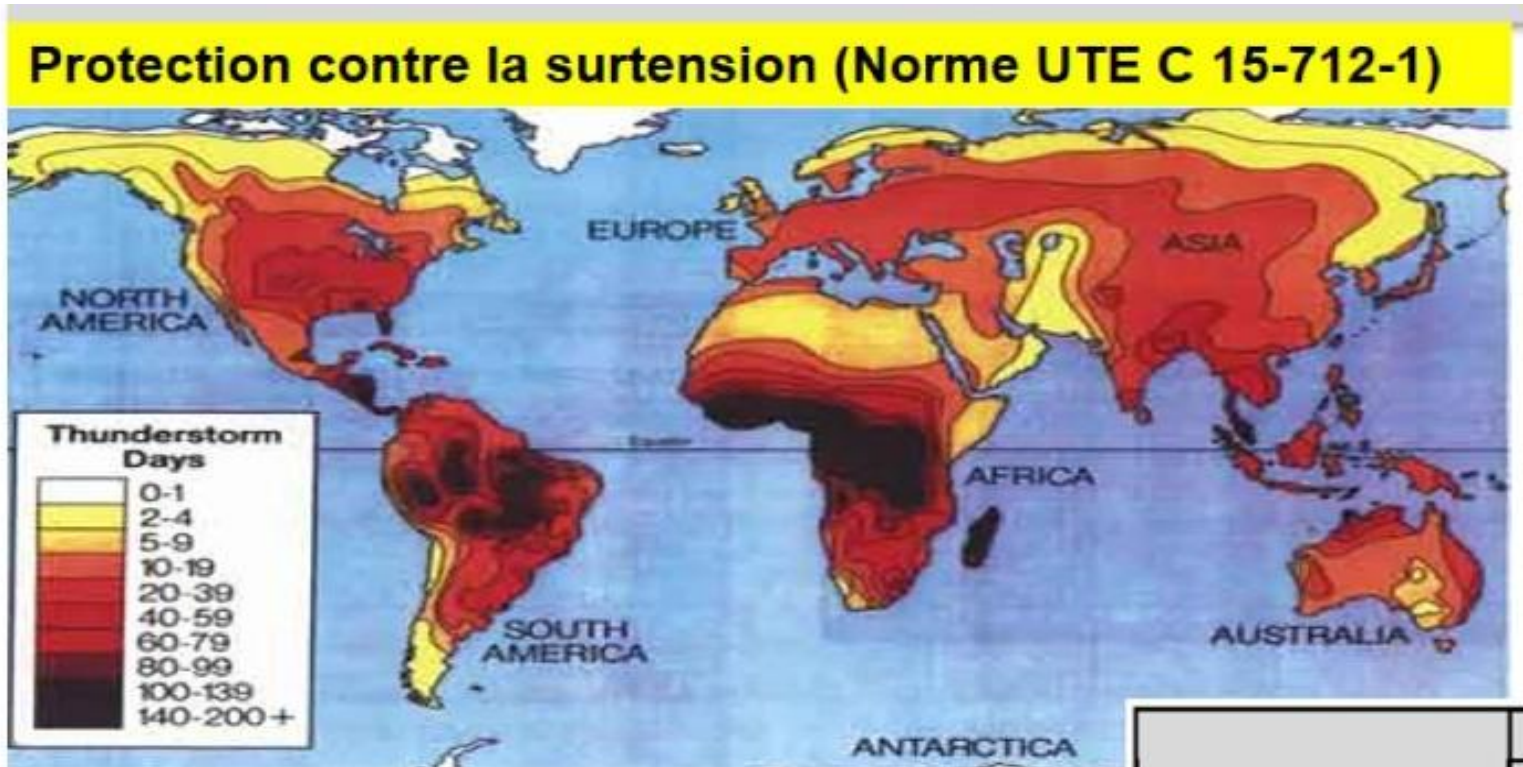 Protection contre la surtension (Norme UTE C 15-712-1)
EUROPE
ASIA
NORTH
AMERICA
Thunderstorm
Days
0-1
2-4
5-9
10-19
20-39
40-59
60-79
80-99
100-139
140-200+
Equator
AFRICA
SOUTH
AMERICA
AUSTRALIA
ANTARCTICA